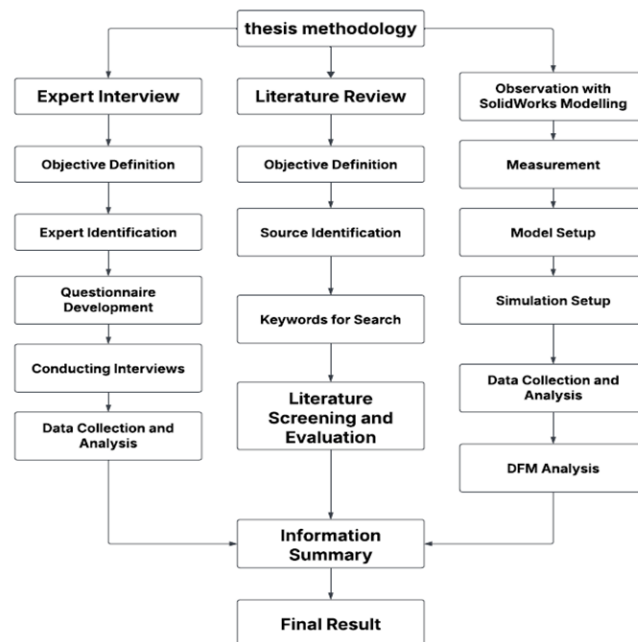 thesis methodology
Expert Interview
Objective Definition
Expert Identification
Questionnaire
Development
Conducting Interviews
Data Collection and
Analysis
Literature Review
Objective Definition
Source Identification
Keywords for Search
Literature
Screening and
Evaluation
Observation with
SolidWorks Modelling
Measurement
Model Setup
Simulation Setup
Data Collection and
Analysis
DFM Analysis
Information
Summary
Final Result